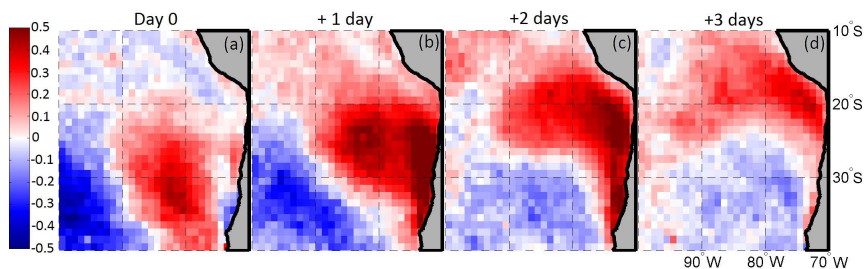 Day 0
+ 1 day
+2 days
+3 days
(a)
(b)
(c)
(d)
0.5
0.4
0.3
0.2
0.1
0
-0.1
-0.2
-0.3
-0.4
-0.5
10°S
20°S
30°S
90°W 80°W 70°W